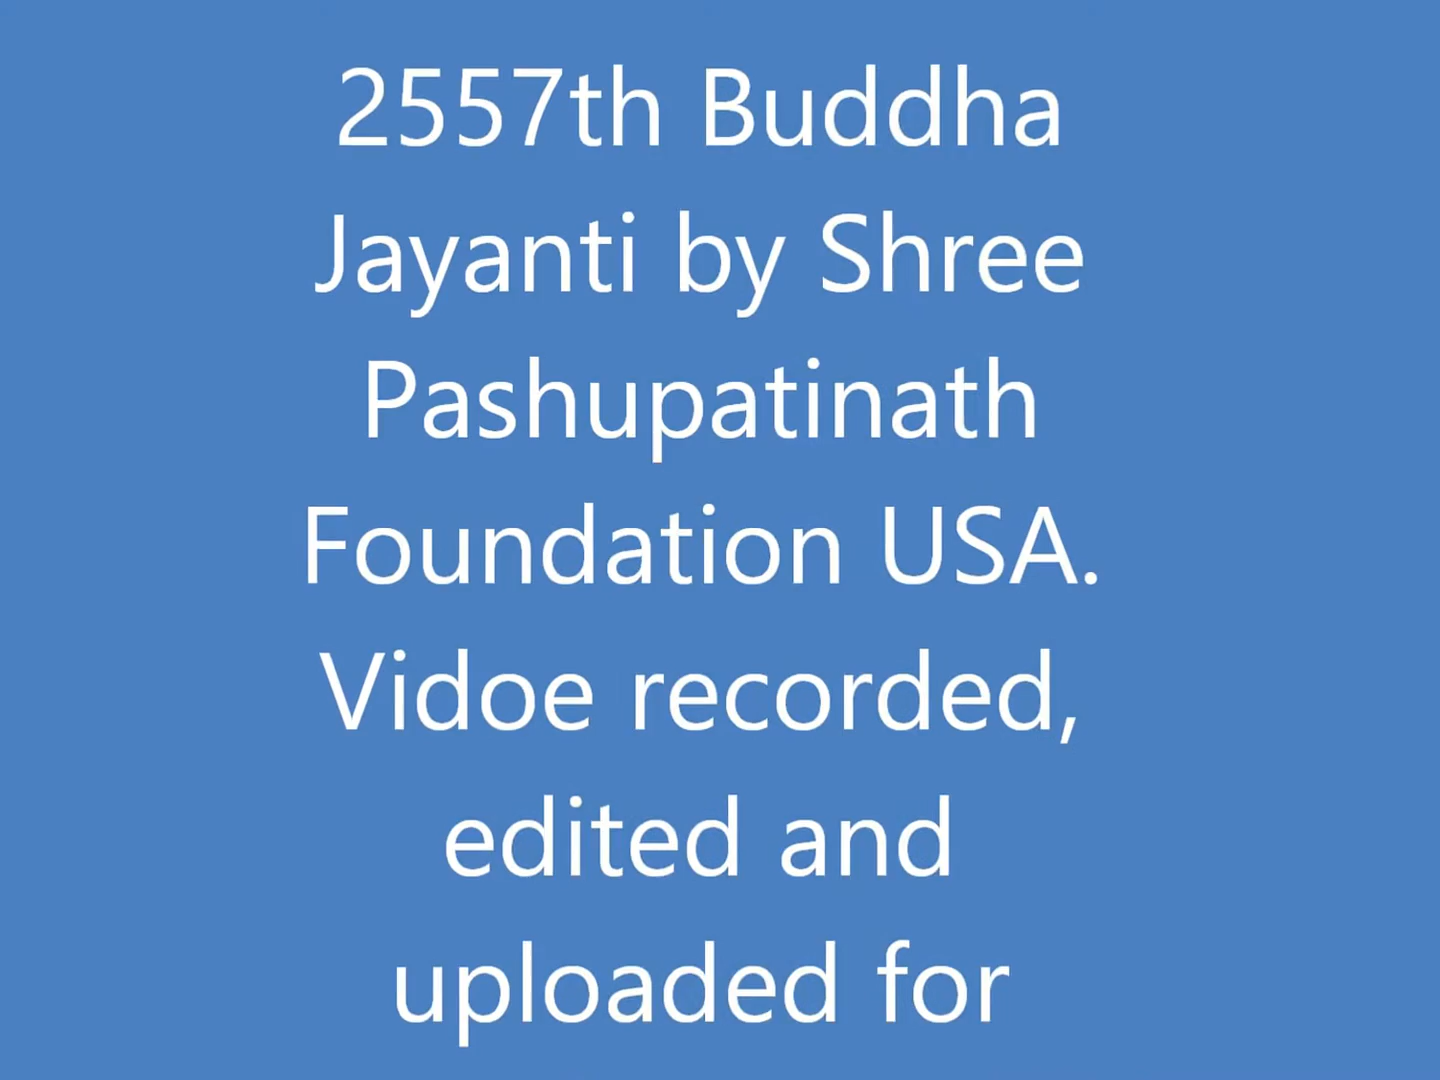 2557th Buddha
Jayanti by Shree
Pashupatinath
Foundation USA.
Vidoe recorded,
edited and
uploaded for